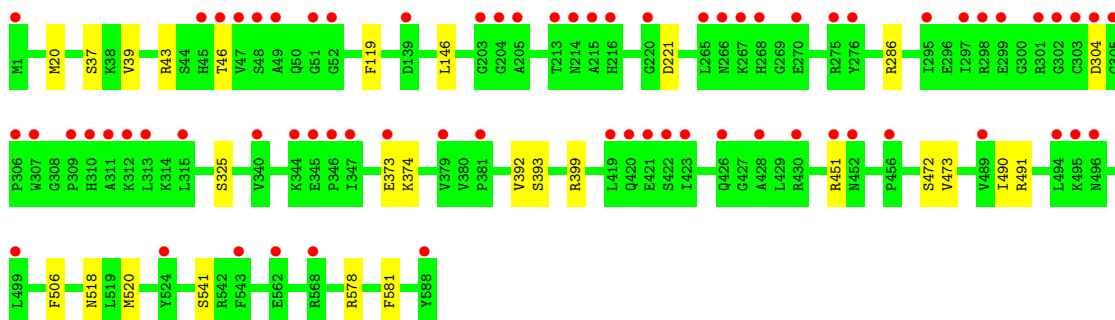 M1 M20 S37 K38 V39 R43 S44 H45 T46 V47 S48 A49 Q50 G51 G52 F119 D139 L146 G203 G204 A205 T213 N214 A215 H216 G220 D221 L265 N266 K267 H268 G269 E270 R275 Y276 R286 I295 E296 I297 R298 E299 G300 R301 G302 C303 D304 G305
P306 W307 G308 P309 H310 A311 K312 L313 K314 L315 S325 V340 K344 E345 P346 I347 E373 K374 V379 V380 P381 V392 S393 R399 L419 Q420 E421 S422 I423 Q426 G427 A428 L429 R430 R451 N452 P456 S472 V473 V489 I490 R491 L494 K495 N496
L499 F506 N518 L519 M520 Y524 S541 R542 F543 E562 R568 R578 F581 Y588